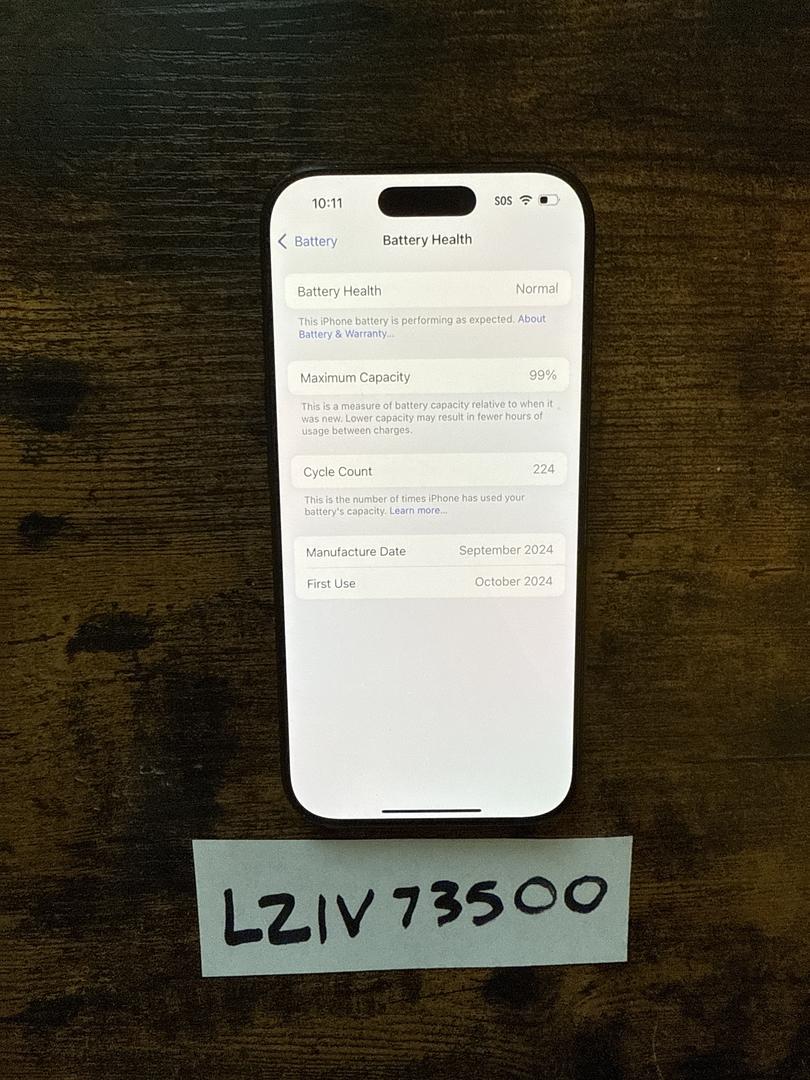 10:11 SOS
Battery Battery Health
Battery Health Normal
This iPhone battery is performing as expected. About
Battery & Warranty...
Maximum Capacity 99%
This is a measure of battery capacity relative to when it
was new. Lower capacity may result in fewer hours of
usage between charges.
Cycle Count 224
This is the number of times iPhone has used your
battery's capacity. Learn more...
Manufacture Date September 2024
First Use October 2024
LZIV73500